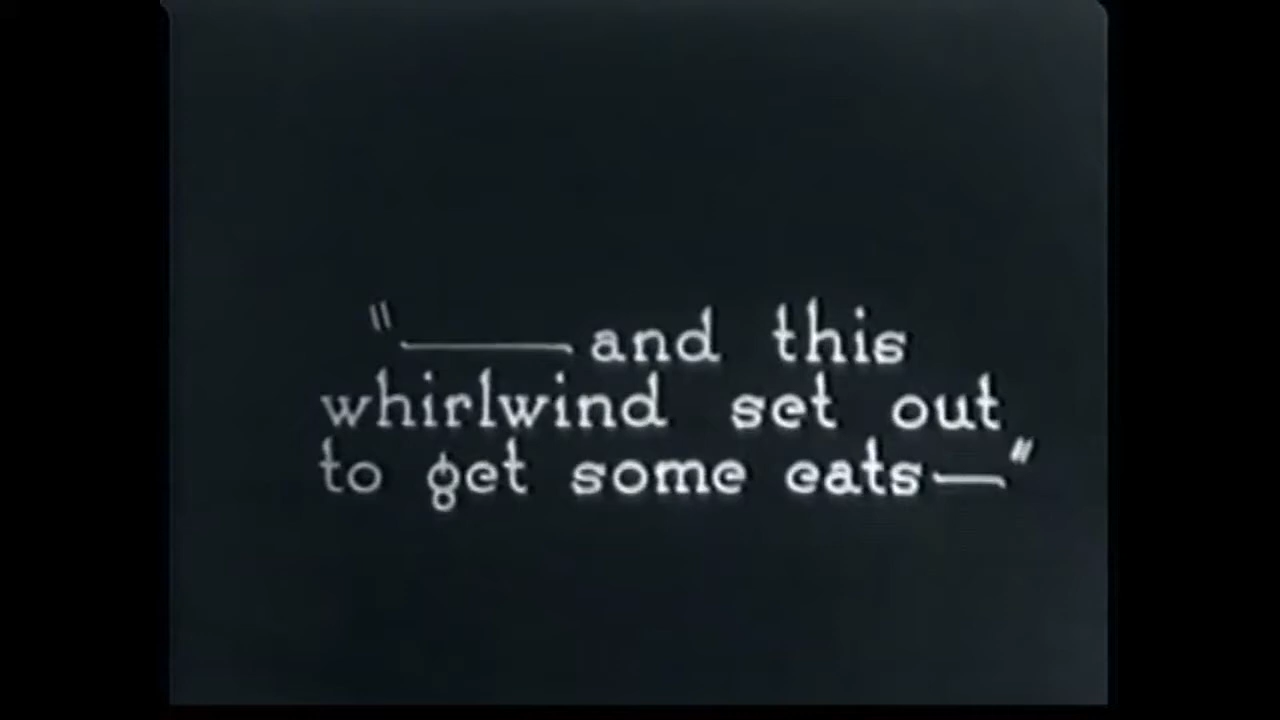 "— and this
whirlwind set out
to get some eats—"